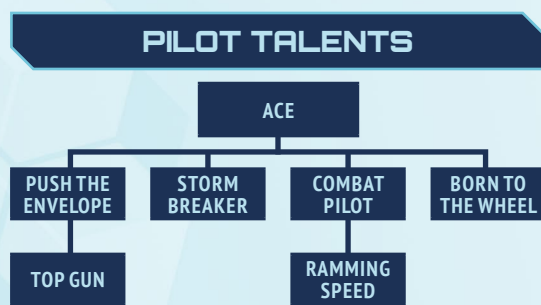 PILOT TALENTS
ACE
PUSH THE
ENVELOPE
STORM
BREAKER
COMBAT
PILOT
BORN TO
THE WHEEL
TOP GUN
RAMMING
SPEED